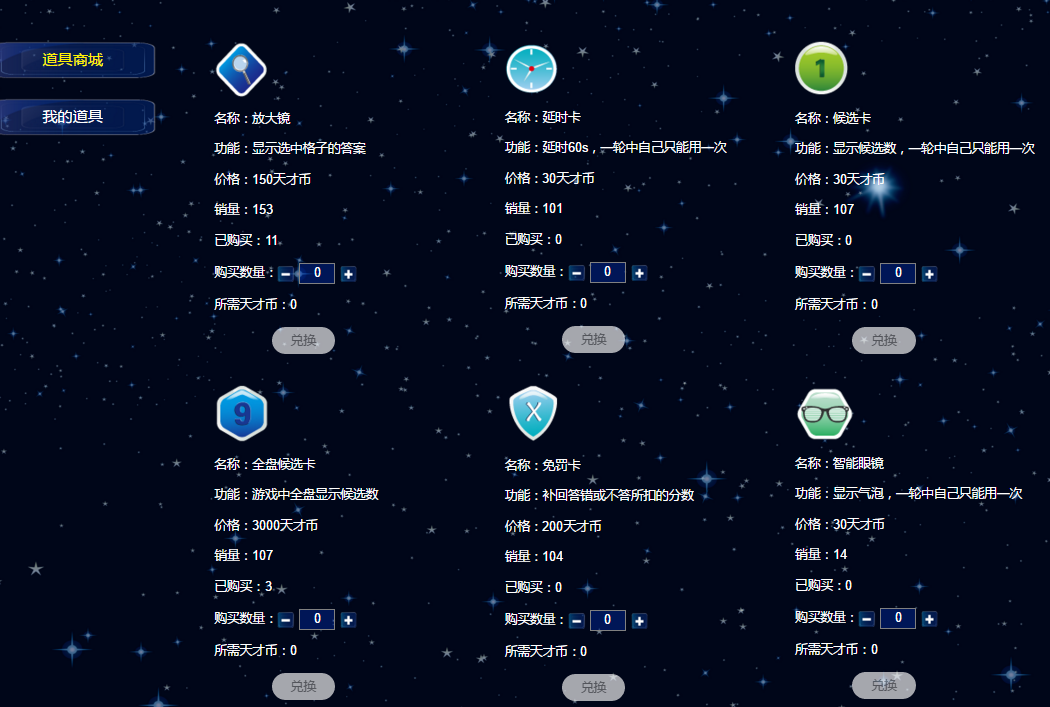 道具商城
我的道具
名称：放大镜
功能：显示选中格子的答案
价格：150天才币
销量：153
已购买：11
购买数量： － 0 ＋
所需天才币：0
兑换
名称：延时卡
功能：延时60s，一轮中自己只能用一次
价格：30天才币
销量：101
已购买：0
购买数量： － 0 ＋
所需天才币：0
兑换
1
名称：候选卡
功能：显示候选数，一轮中自己只能用一次
价格：30天才币
销量：107
已购买：0
购买数量： － 0 ＋
所需天才币：0
兑换
9
名称：全盘候选卡
功能：游戏中全盘显示候选数
价格：3000天才币
销量：107
已购买：3
购买数量： － 0 ＋
所需天才币：0
兑换
X
名称：免罚卡
功能：补回答错或不答所扣的分数
价格：200天才币
销量：104
已购买：0
购买数量： － 0 ＋
所需天才币：0
兑换
名称：智能眼镜
功能：显示气泡，一轮中自己只能用一次
价格：30天才币
销量：14
已购买：0
购买数量： － 0 ＋
所需天才币：0
兑换